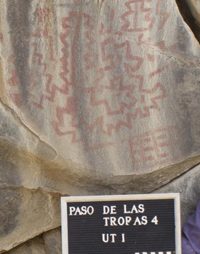 PASO DE LAS
TROPAS 4
UT 1